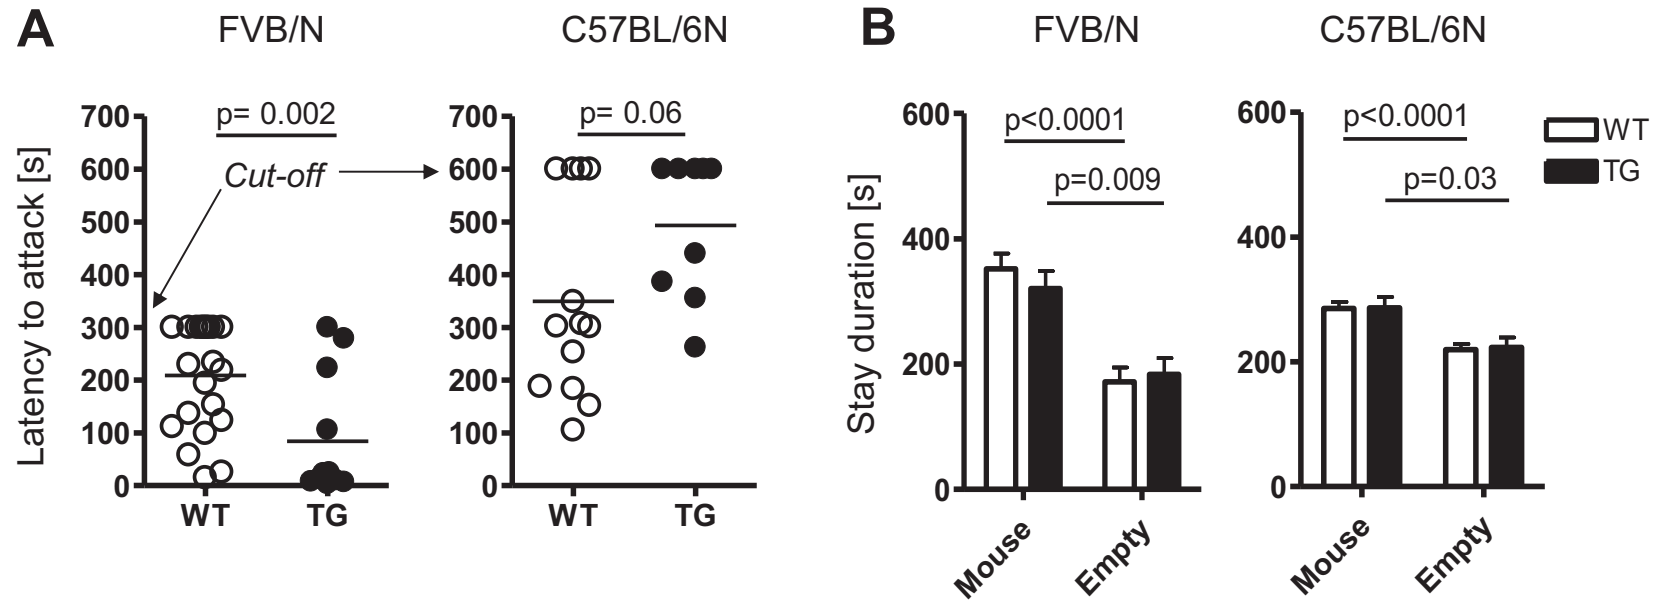 A
FVB/N
C57BL/6N
Latency to attack [s]
700
600
500
400
300
200
100
0
p= 0.002
Cut-off
WT
TG
700
600
500
400
300
200
100
0
p= 0.06
WT
TG
B
FVB/N
C57BL/6N
Stay duration [s]
600
400
200
0
p<0.0001
p=0.009
Mouse
Empty
600
400
200
0
p<0.0001
p=0.03
Mouse
Empty
WT
TG